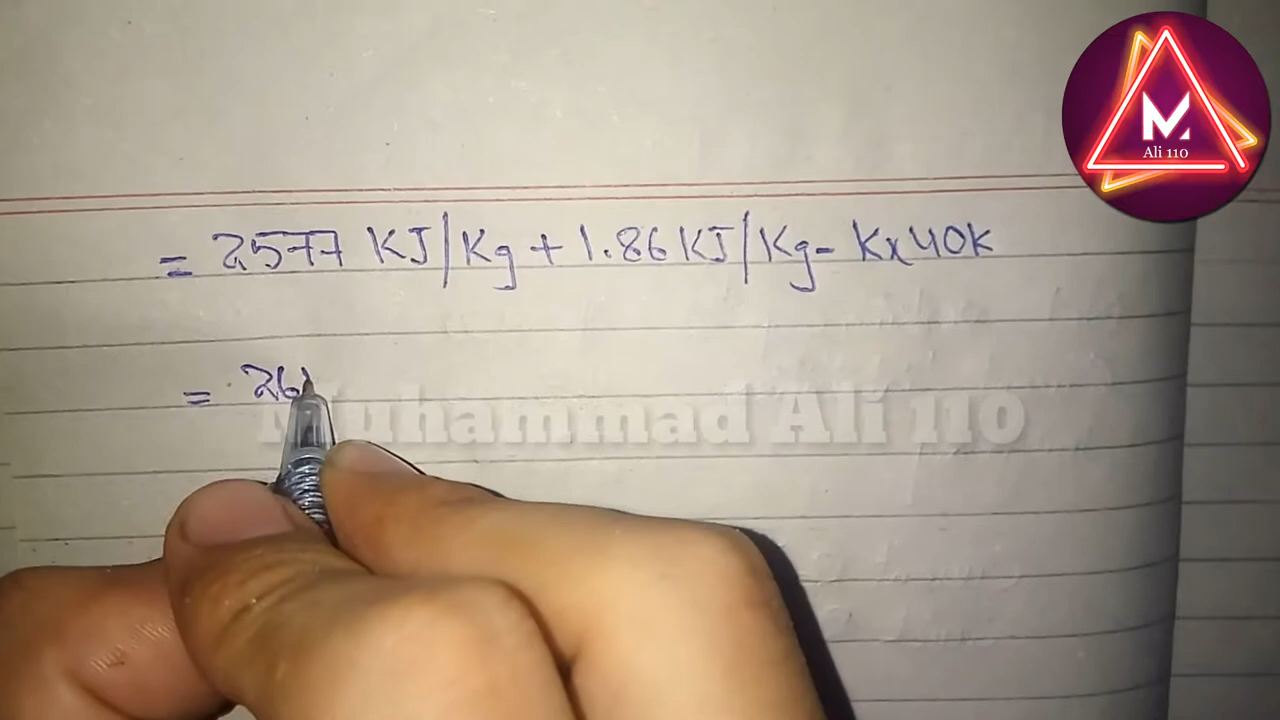 M
Ali 110
= 2577 KJ/Kg + 1.86 KJ/Kg - K x 40K
= 26
Muhammad Ali 110